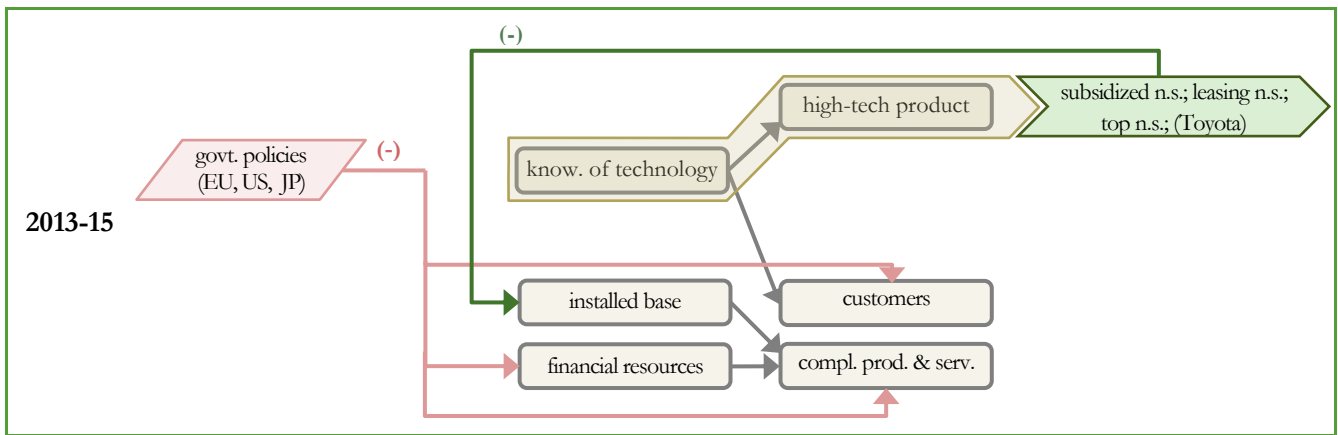 (-)
high-tech product
subsidized n.s.; leasing n.s.;
top n.s.; (Toyota)
govt. policies
(EU, US, JP)
(-)
know. of technology
2013-15
installed base
customers
financial resources
compl. prod. & serv.